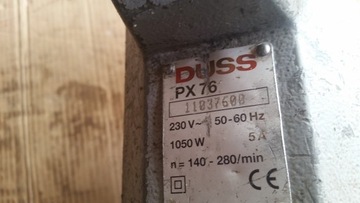 DUSS
PX 76
11837600
230 V~ 50-60 Hz
1050 W 5 A
n = 140 - 280/min
CE